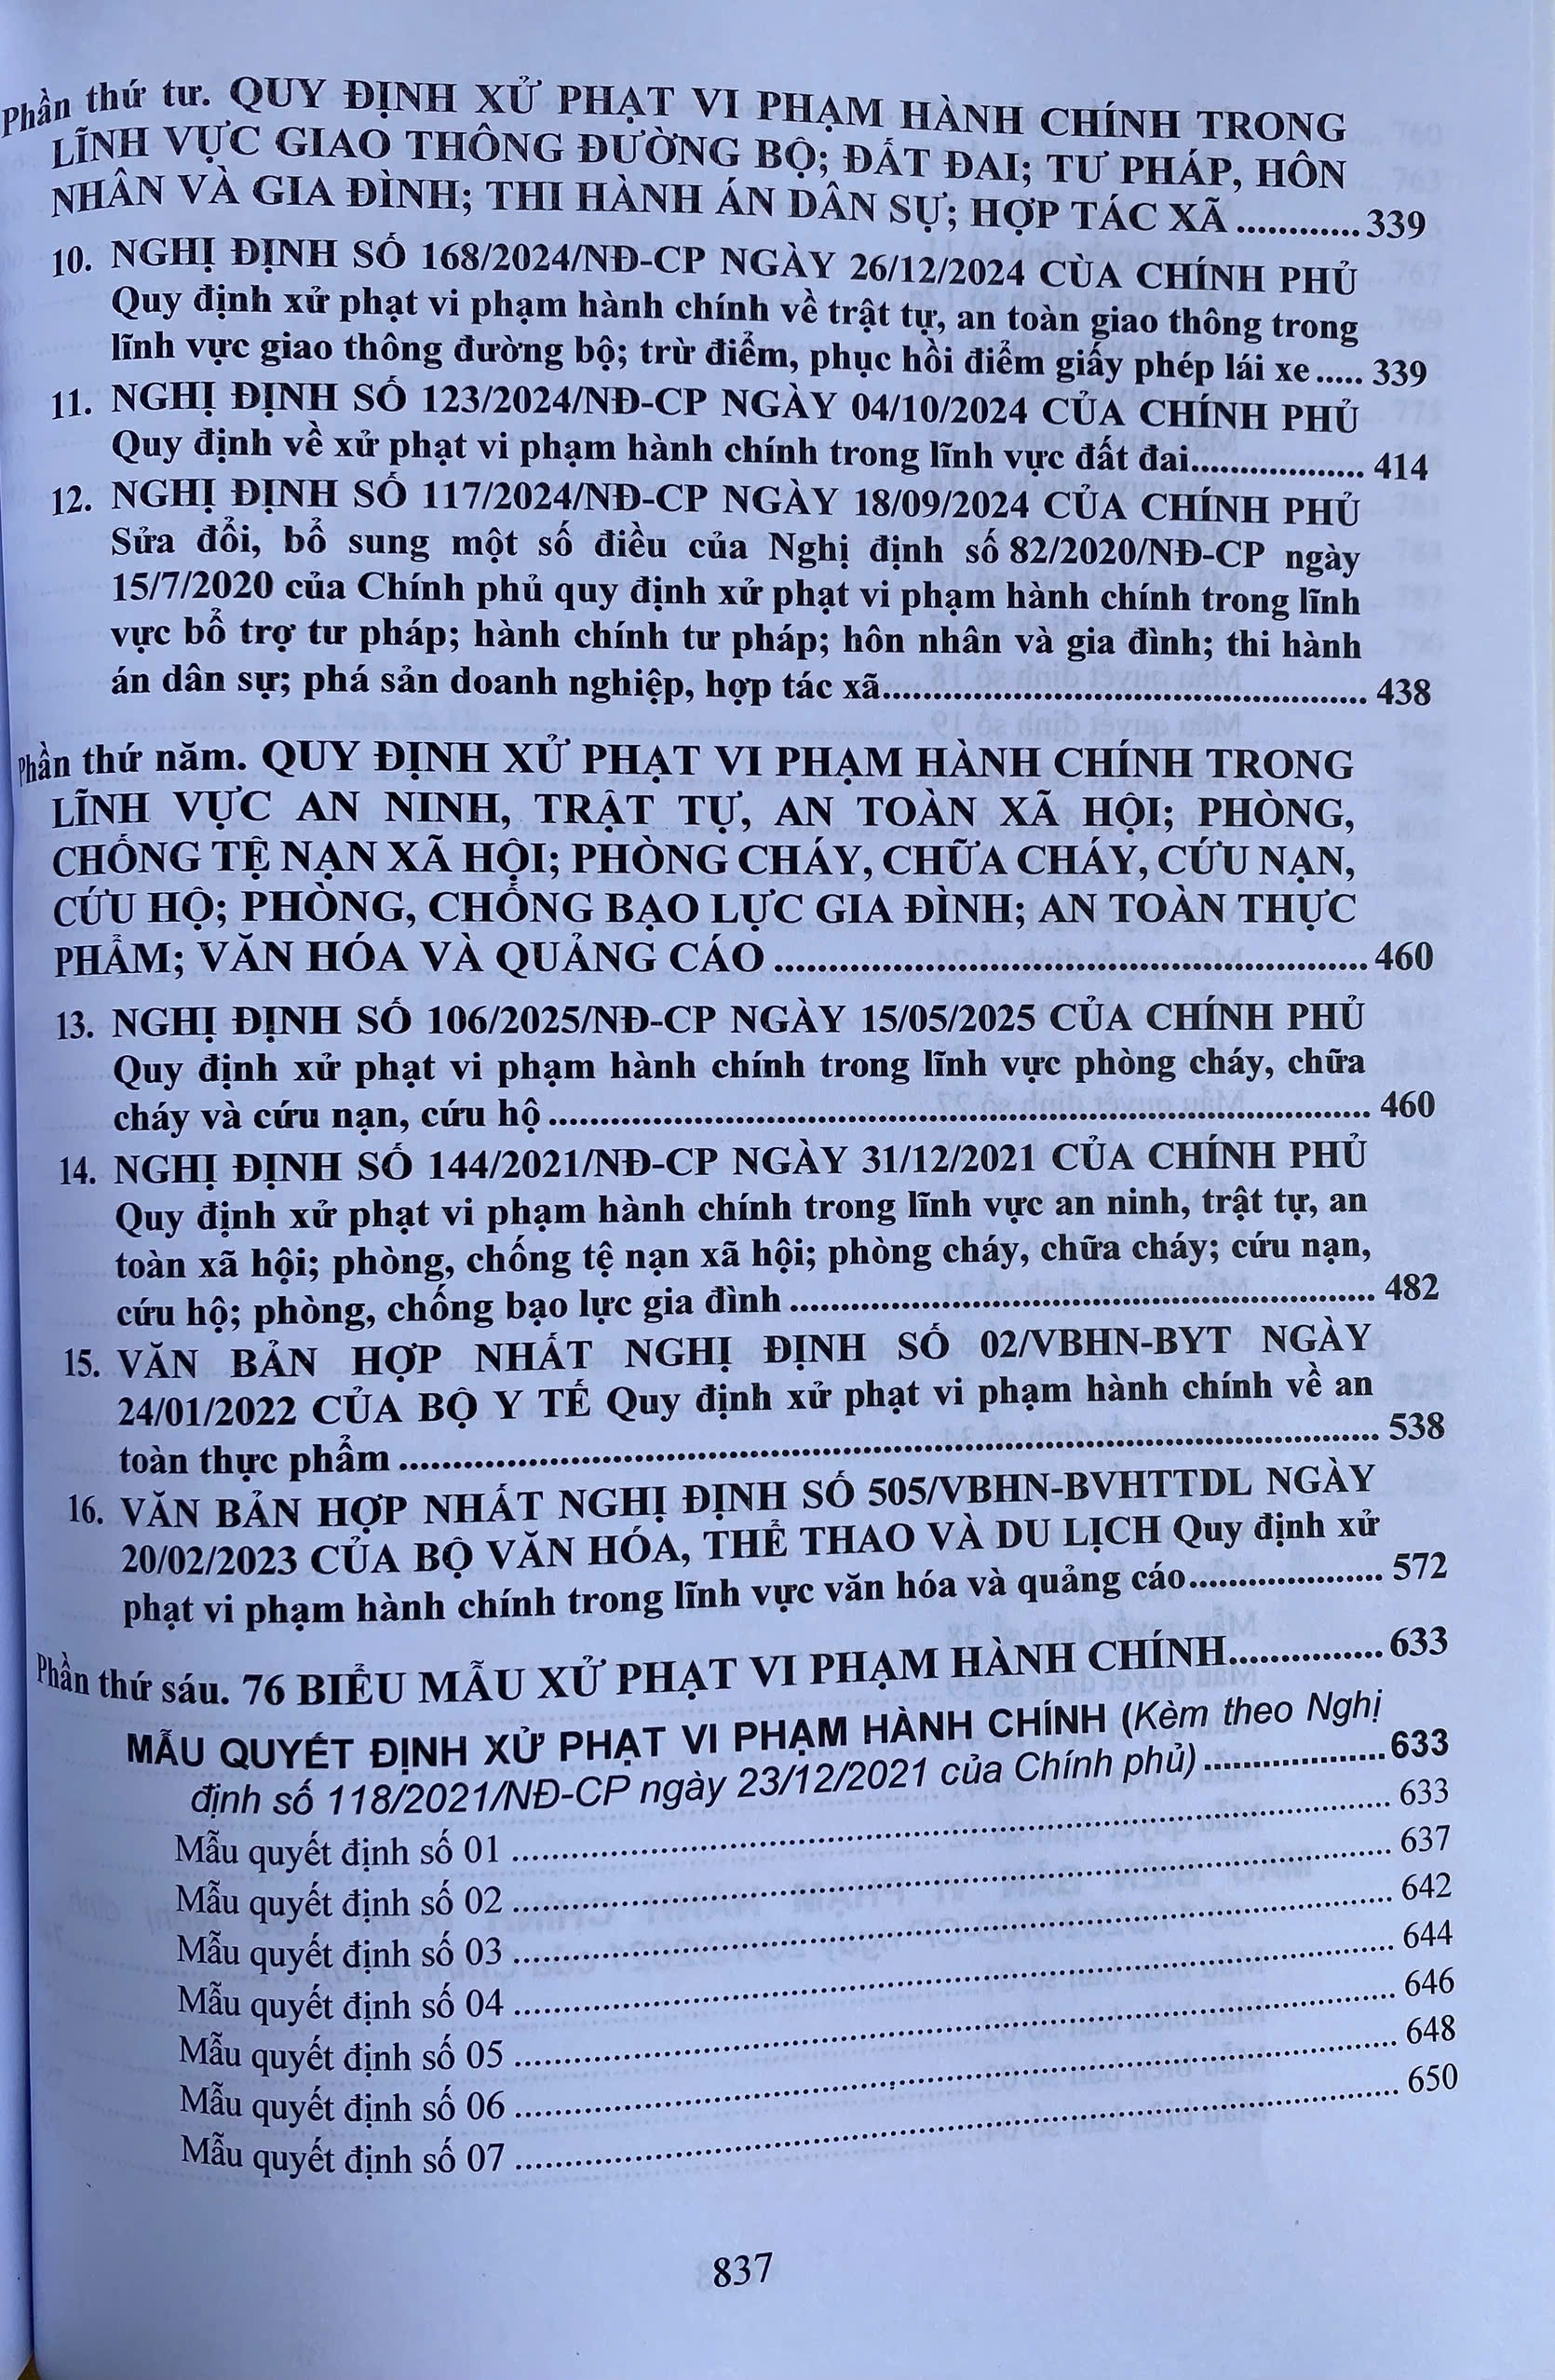 Phần thứ tư. QUY ĐỊNH XỬ PHẠT VI PHẠM HÀNH CHÍNH TRONG
LĨNH VỰC GIAO THÔNG ĐƯỜNG BỘ; ĐẤT ĐAI; TƯ PHÁP, HÔN
NHÂN VÀ GIA ĐÌNH; THI HÀNH ÁN DÂN SỰ; HỢP TÁC XÃ ............ 339
10. NGHỊ ĐỊNH SỐ 168/2024/NĐ-CP NGÀY 26/12/2024 CÙA CHÍNH PHỦ
Quy định xử phạt vi phạm hành chính về trật tự, an toàn giao thông trong
lĩnh vực giao thông đường bộ; trừ điểm, phục hồi điểm giấy phép lái xe ..... 339
11. NGHỊ ĐỊNH SỐ 123/2024/NĐ-CP NGÀY 04/10/2024 CỦA CHÍNH PHỦ
Quy định về xử phạt vi phạm hành chính trong lĩnh vực đất đai.................. 414
12. NGHỊ ĐỊNH SỐ 117/2024/NĐ-CP NGÀY 18/09/2024 CỦA CHÍNH PHỦ
Sửa đổi, bổ sung một số điều của Nghị định số 82/2020/NĐ-CP ngày
15/7/2020 của Chính phủ quy định xử phạt vi phạm hành chính trong lĩnh
vực bổ trợ tư pháp; hành chính tư pháp; hôn nhân và gia đình; thi hành
án dân sự; phá sản doanh nghiệp, hợp tác xã.................................................. 438
Phần thứ năm. QUY ĐỊNH XỬ PHẠT VI PHẠM HÀNH CHÍNH TRONG
LĨNH VỰC AN NINH, TRẬT TỰ, AN TOÀN XÃ HỘI; PHÒNG,
CHỐNG TỆ NẠN XÃ HỘI; PHÒNG CHÁY, CHỮA CHÁY, CỨU NẠN,
CỨU HỘ; PHÒNG, CHỐNG BẠO LỰC GIA ĐÌNH; AN TOÀN THỰC
PHẨM; VĂN HÓA VÀ QUẢNG CÁO ........................................................... 460
13. NGHỊ ĐỊNH SỐ 106/2025/NĐ-CP NGÀY 15/05/2025 CỦA CHÍNH PHỦ
Quy định xử phạt vi phạm hành chính trong lĩnh vực phòng cháy, chữa
cháy và cứu nạn, cứu hộ .................................................................................. 460
14. NGHỊ ĐỊNH SỐ 144/2021/NĐ-CP NGÀY 31/12/2021 CỦA CHÍNH PHỦ
Quy định xử phạt vi phạm hành chính trong lĩnh vực an ninh, trật tự, an
toàn xã hội; phòng, chống tệ nạn xã hội; phòng cháy, chữa cháy; cứu nạn,
cứu hộ; phòng, chống bạo lực gia đình ........................................................... 482
15. VĂN BẢN HỢP NHẤT NGHỊ ĐỊNH SỐ 02/VBHN-BYT NGÀY
24/01/2022 CỦA BỘ Y TẾ Quy định xử phạt vi phạm hành chính về an
toàn thực phẩm ................................................................................................ 538
16. VĂN BẢN HỢP NHẤT NGHỊ ĐỊNH SỐ 505/VBHN-BVHTTDL NGÀY
20/02/2023 CỦA BỘ VĂN HÓA, THỂ THAO VÀ DU LỊCH Quy định xử
phạt vi phạm hành chính trong lĩnh vực văn hóa và quảng cáo.................... 572
Phần thứ sáu. 76 BIỂU MẪU XỬ PHẠT VI PHẠM HÀNH CHÍNH................ 633
MẪU QUYẾT ĐỊNH XỬ PHẠT VI PHẠM HÀNH CHÍNH (Kèm theo Nghị
định số 118/2021/NĐ-CP ngày 23/12/2021 của Chính phủ) .................. 633
Mẫu quyết định số 01 ........................................................................ 633
Mẫu quyết định số 02 ........................................................................ 637
Mẫu quyết định số 03 ........................................................................ 642
Mẫu quyết định số 04 ........................................................................ 644
Mẫu quyết định số 05 ........................................................................ 646
Mẫu quyết định số 06 ........................................................................ 648
Mẫu quyết định số 07 ........................................................................ 650
837